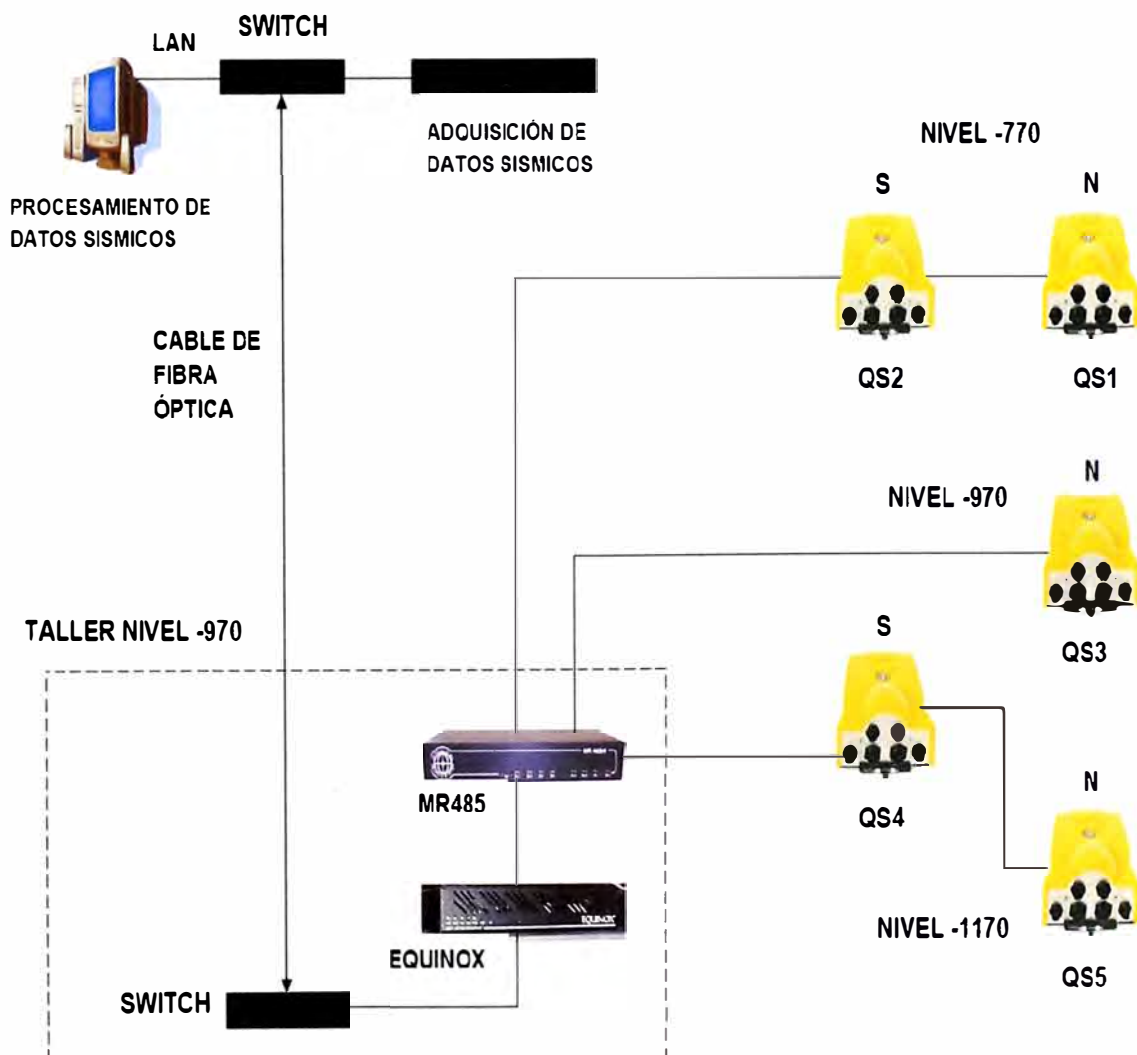 LAN
SWITCH
ADQUISICIÓN DE
DATOS SISMICOS
PROCESAMIENTO DE
DATOS SISMICOS
NIVEL -770
S
N
QS2
QS1
CABLE DE
FIBRA
ÓPTICA
NIVEL -970
N
QS3
TALLER NIVEL -970
S
QS4
MR485
N
QS5
NIVEL -1170
EQUINOX
EQUINOX
SWITCH